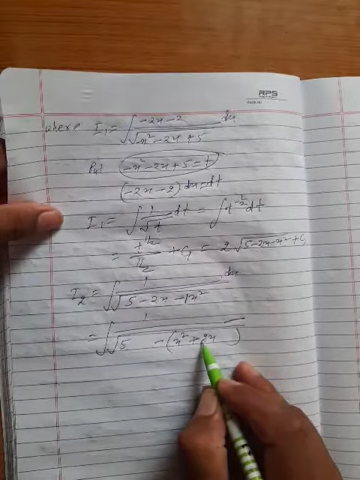 RPS
where I₁ = ∫ (-2x-2)/√(-x²-2x+5) dx
Put (-x²-2x+5 = t)
(-2x-2) dx = dt
I₁ = ∫ 1/√t dt = ∫ t^(-1/2) dt
= t^(1/2)/(1/2) + C₁ = 2√(5-2x-x²) + C₁
I₂ = ∫ 1/√(5-2x-x²) dx
= ∫ 1/√(5 -(x²+2x))